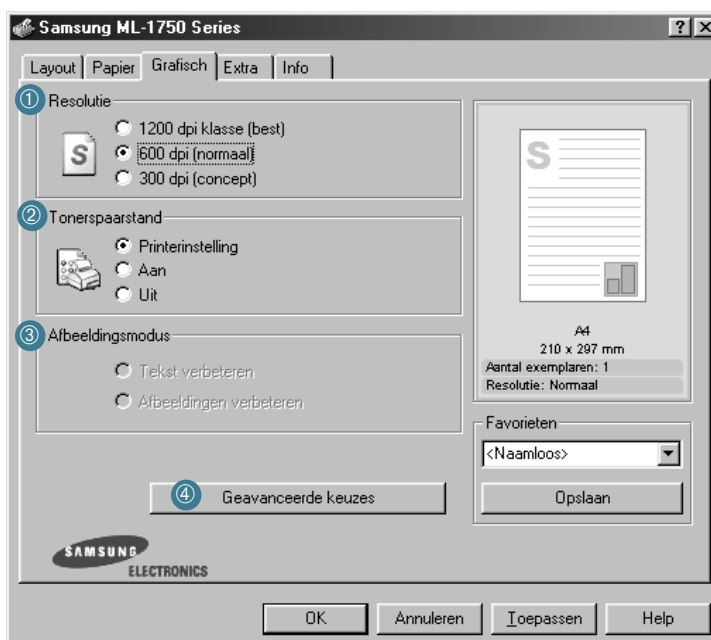 Samsung ML-1750 Series
? X
Layout Papier Grafisch Extra Info
① Resolutie
1200 dpi klasse (best)
600 dpi (normaal)
300 dpi (concept)
② Tonerspaarstand
Printerinstelling
Aan
Uit
③ Afbeeldingsmodus
Tekst verbeteren
Afbeeldingen verbeteren
④ Geavanceerde keuzes
SAMSUNG
ELECTRONICS
S
S
A4
210 x 297 mm
Aantal exemplaren: 1
Resolutie: Normaal
Favorieten
<Naamloos>
Opslaan
OK Annuleren Toepassen Help